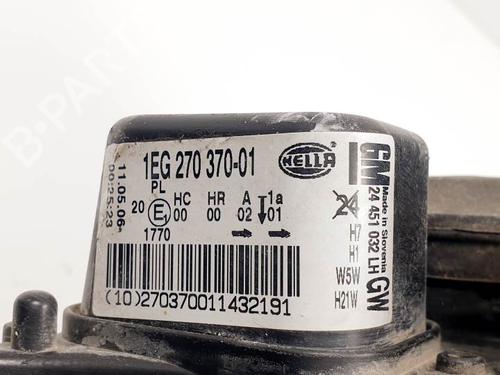 1EG 270 370-01
HELLA
PL
HC HR A 1a
20 E1 00 00 02 01
1770
(10)270370011432191
11.05.06
00:25:23
24
H7
H1
W5W
H21W
GM
Made in Slovenia
24 451 032 LH
GW
B-PARTS